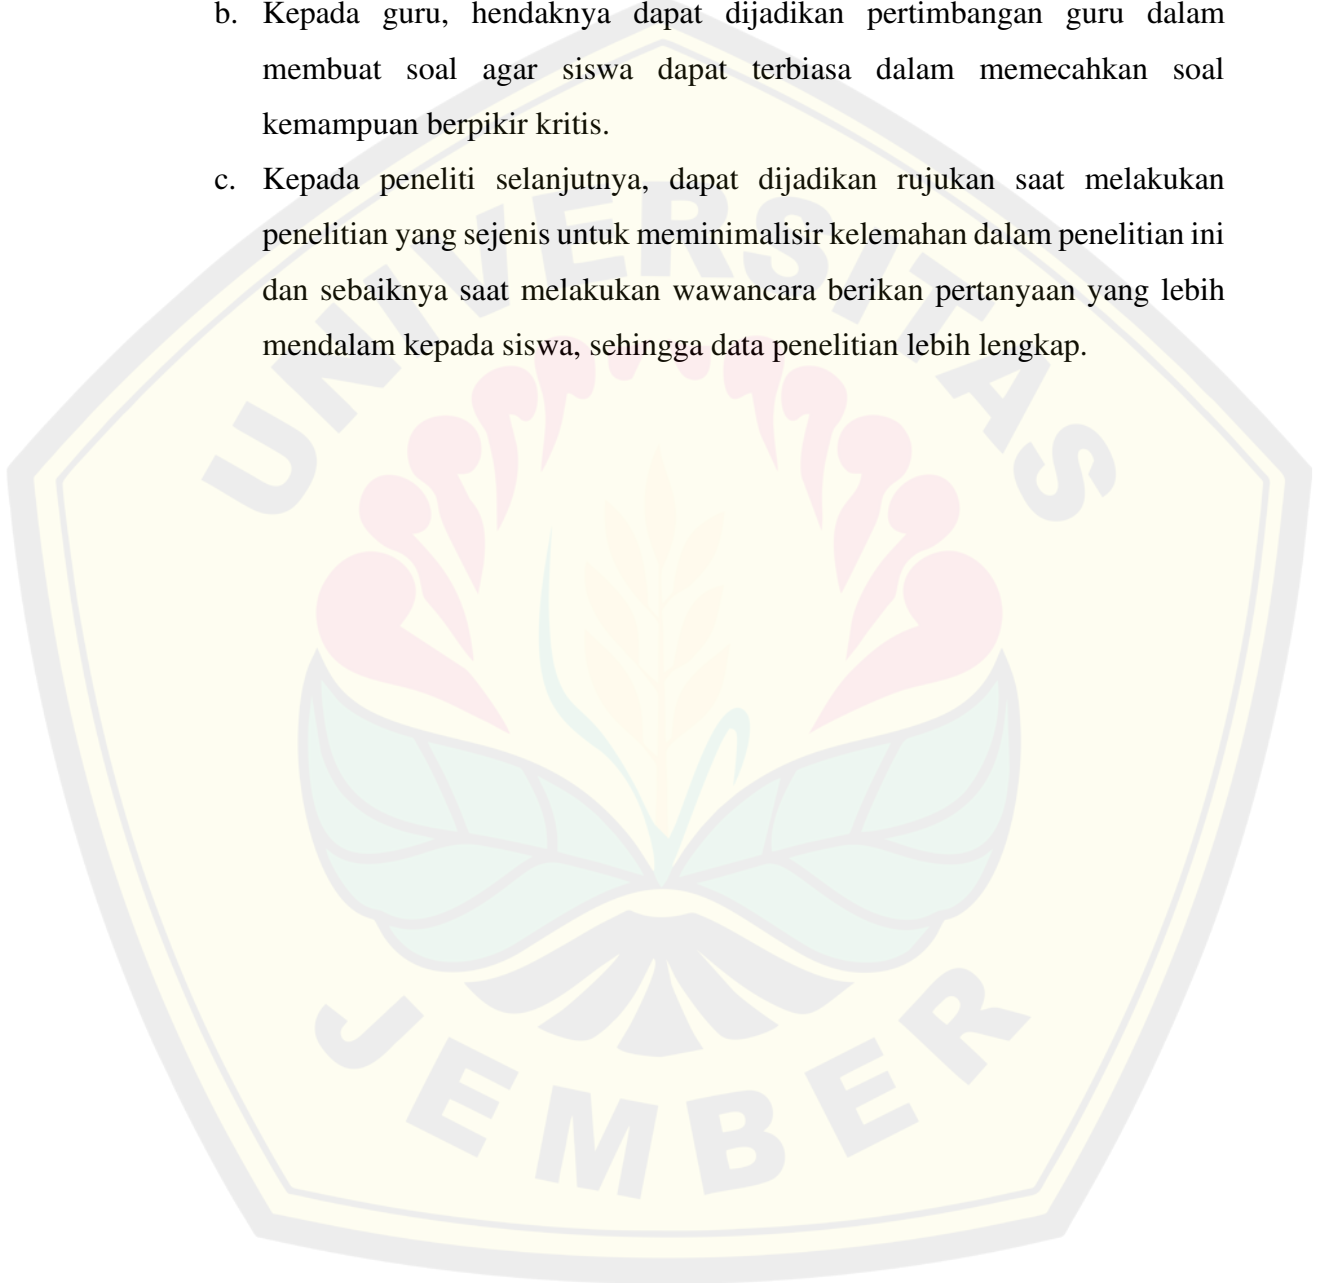 b. Kepada guru, hendaknya dapat dijadikan pertimbangan guru dalam
membuat soal agar siswa dapat terbiasa dalam memecahkan soal
kemampuan berpikir kritis.
c. Kepada peneliti selanjutnya, dapat dijadikan rujukan saat melakukan
penelitian yang sejenis untuk meminimalisir kelemahan dalam penelitian ini
dan sebaiknya saat melakukan wawancara berikan pertanyaan yang lebih
mendalam kepada siswa, sehingga data penelitian lebih lengkap.
UNIVERSITAS
JEMBER